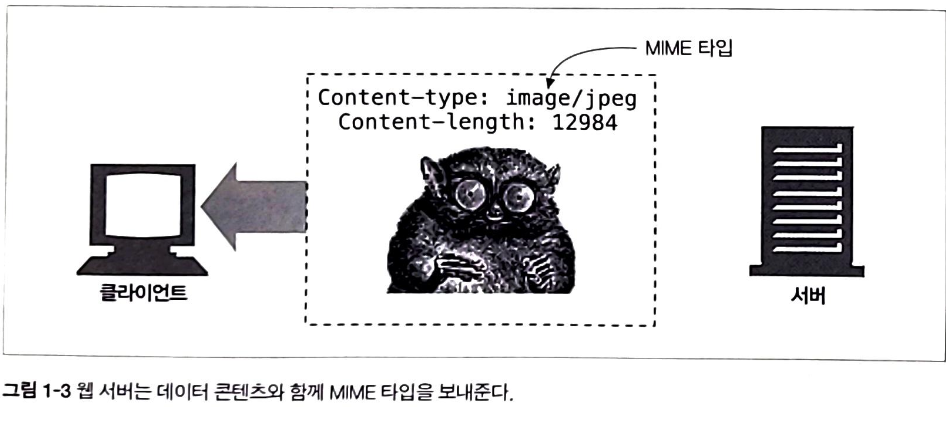 MIME 타입
Content-type: image/jpeg
Content-length: 12984
클라이언트
서버
그림 1-3 웹 서버는 데이터 콘텐츠와 함께 MIME 타입을 보내준다.